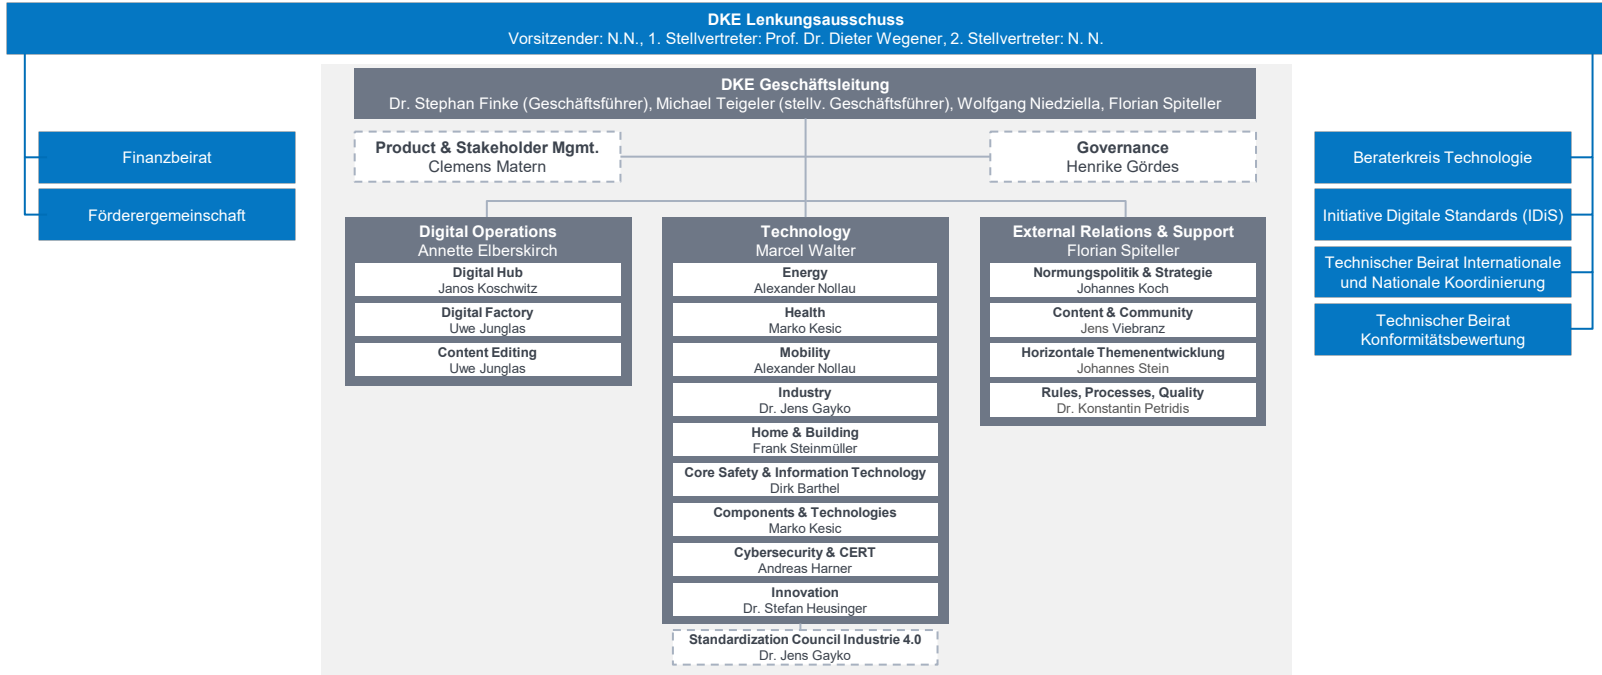 DKE Lenkungsausschuss
Vorsitzender: N.N., 1. Stellvertreter: Prof. Dr. Dieter Wegener, 2. Stellvertreter: N. N.
DKE Geschäftsleitung
Dr. Stephan Finke (Geschäftsführer), Michael Teigeler (stellv. Geschäftsführer), Wolfgang Niedziella, Florian Spiteller
Finanzbeirat
Förderergemeinschaft
Product & Stakeholder Mgmt.
Clemens Matern
Governance
Henrike Gördes
Beraterkreis Technologie
Initiative Digitale Standards (IDiS)
Technischer Beirat Internationale
und Nationale Koordinierung
Technischer Beirat
Konformitätsbewertung
Digital Operations
Annette Elberskirch
Digital Hub
Janos Koschwitz
Digital Factory
Uwe Junglas
Content Editing
Uwe Junglas
Technology
Marcel Walter
Energy
Alexander Nollau
Health
Marko Kesic
Mobility
Alexander Nollau
Industry
Dr. Jens Gayko
Home & Building
Frank Steinmüller
Core Safety & Information Technology
Dirk Barthel
Components & Technologies
Marko Kesic
Cybersecurity & CERT
Andreas Harner
Innovation
Dr. Stefan Heusinger
Standardization Council Industrie 4.0
Dr. Jens Gayko
External Relations & Support
Florian Spiteller
Normungspolitik & Strategie
Johannes Koch
Content & Community
Jens Viebranz
Horizontale Themenentwicklung
Johannes Stein
Rules, Processes, Quality
Dr. Konstantin Petridis